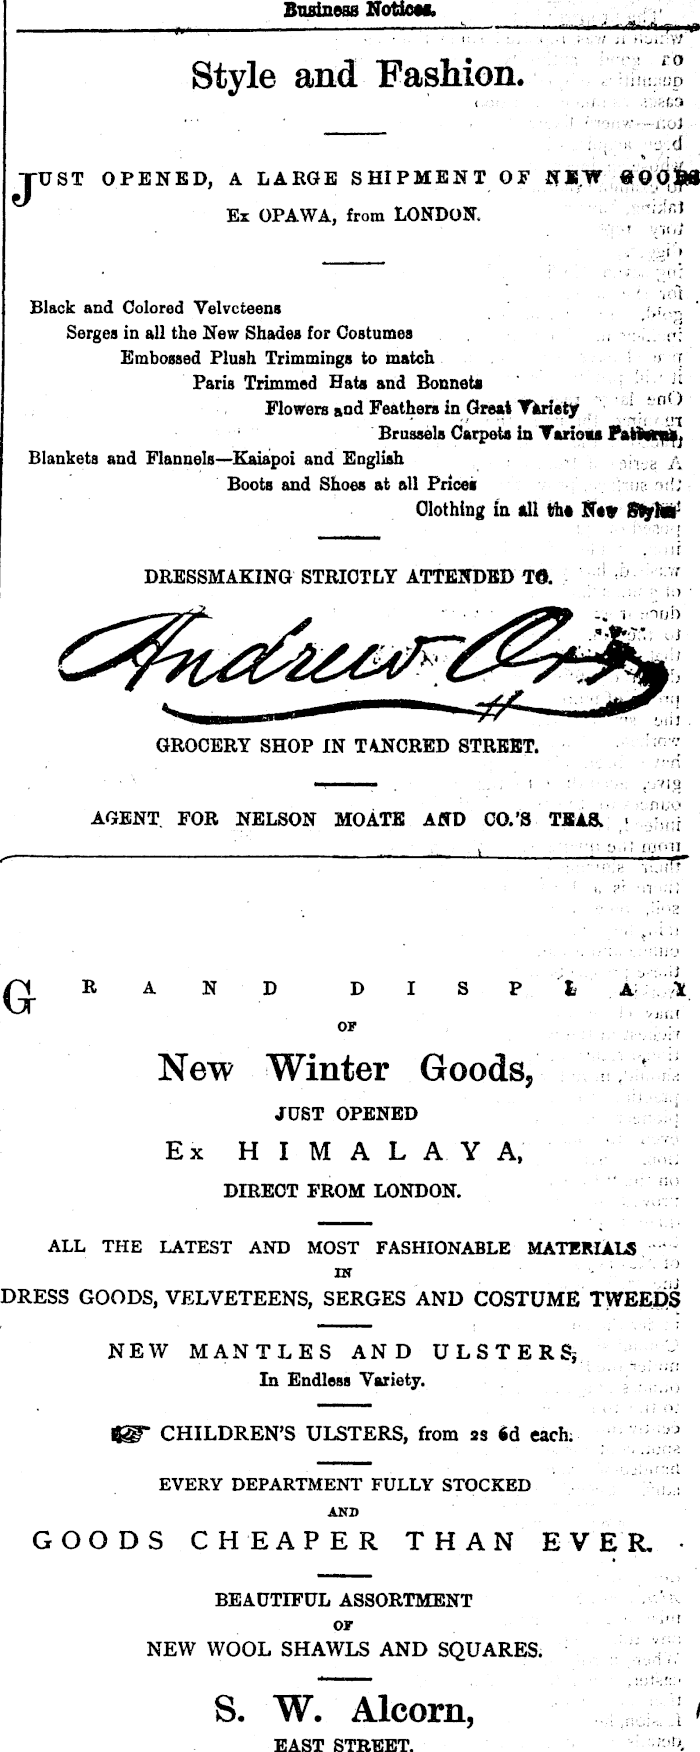 Business Notices.
Style and Fashion.
JUST OPENED, A LARGE SHIPMENT OF NEW GOODS
Ex OPAWA, from LONDON.
Black and Colored Velveteens
Serges in all the New Shades for Costumes
Embossed Plush Trimmings to match
Paris Trimmed Hats and Bonnets
Flowers and Feathers in Great Variety
Brussels Carpets in Various Patterns,
Blankets and Flannels—Kaiapoi and English
Boots and Shoes at all Prices
Clothing in all the New Styles
DRESSMAKING STRICTLY ATTENDED TO.
Andrew Orr
GROCERY SHOP IN TANCRED STREET.
AGENT FOR NELSON MOATE AND CO.'S TEAS.
GRAND DISPLAY
OF
New Winter Goods,
JUST OPENED
Ex HIMALAYA,
DIRECT FROM LONDON.
ALL THE LATEST AND MOST FASHIONABLE MATERIALS
IN
DRESS GOODS, VELVETEENS, SERGES AND COSTUME TWEEDS
NEW MANTLES AND ULSTERS,
In Endless Variety.
☞ CHILDREN'S ULSTERS, from 2s 6d each.
EVERY DEPARTMENT FULLY STOCKED
AND
GOODS CHEAPER THAN EVER.
BEAUTIFUL ASSORTMENT
OF
NEW WOOL SHAWLS AND SQUARES.
S. W. Alcorn,
EAST STREET.